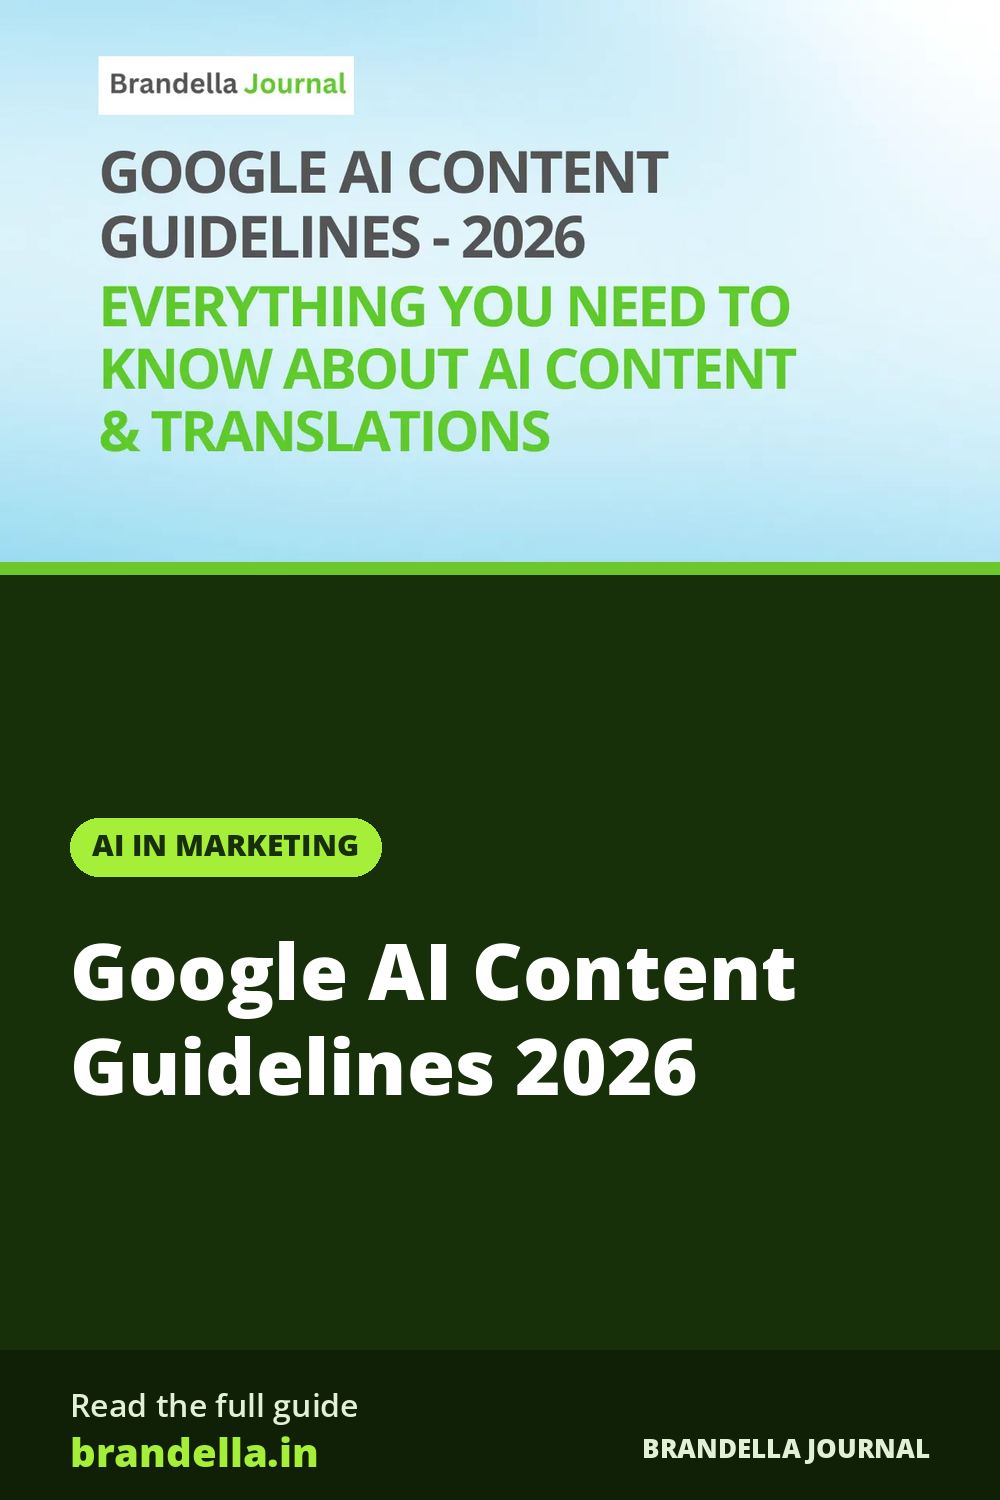 Brandella Journal
GOOGLE AI CONTENT
GUIDELINES - 2026
EVERYTHING YOU NEED TO
KNOW ABOUT AI CONTENT
& TRANSLATIONS
AI IN MARKETING
Google AI Content
Guidelines 2026
Read the full guide
brandella.in
BRANDELLA JOURNAL